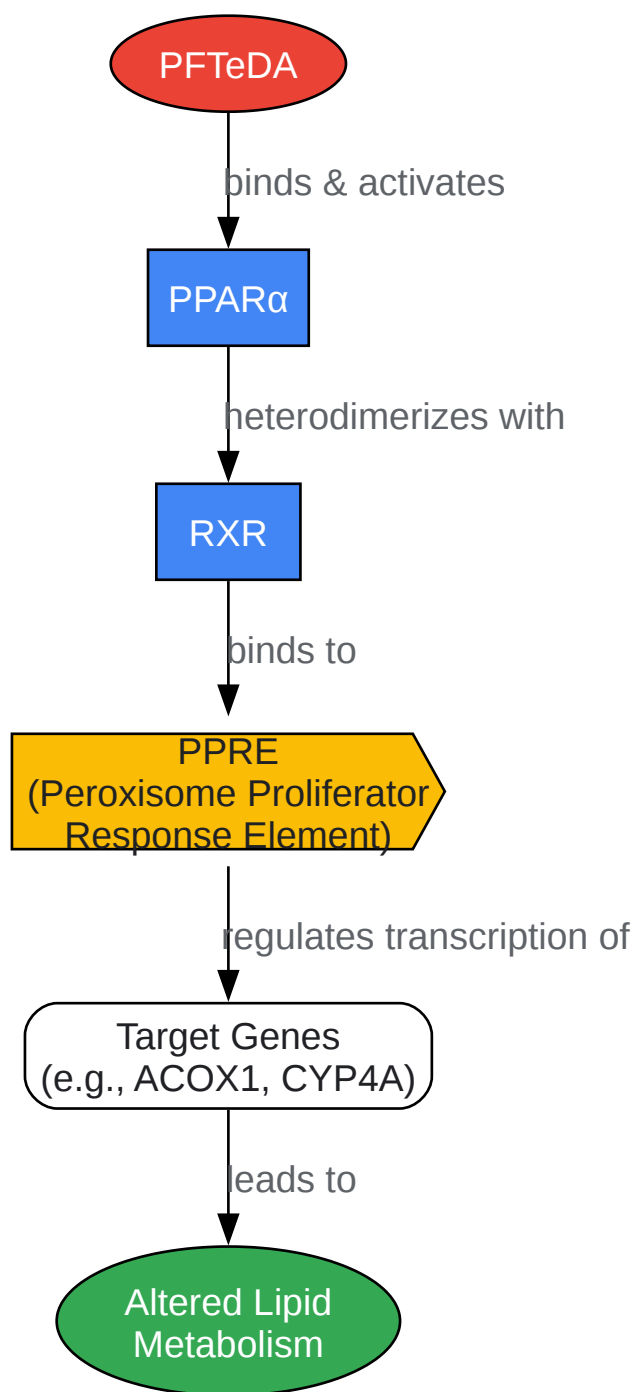 PFTeDA
binds & activates
PPARα
heterodimerizes with
RXR
binds to
PPRE
(Peroxisome Proliferator
Response Element)
regulates transcription of
Target Genes
(e.g., ACOX1, CYP4A)
leads to
Altered Lipid
Metabolism